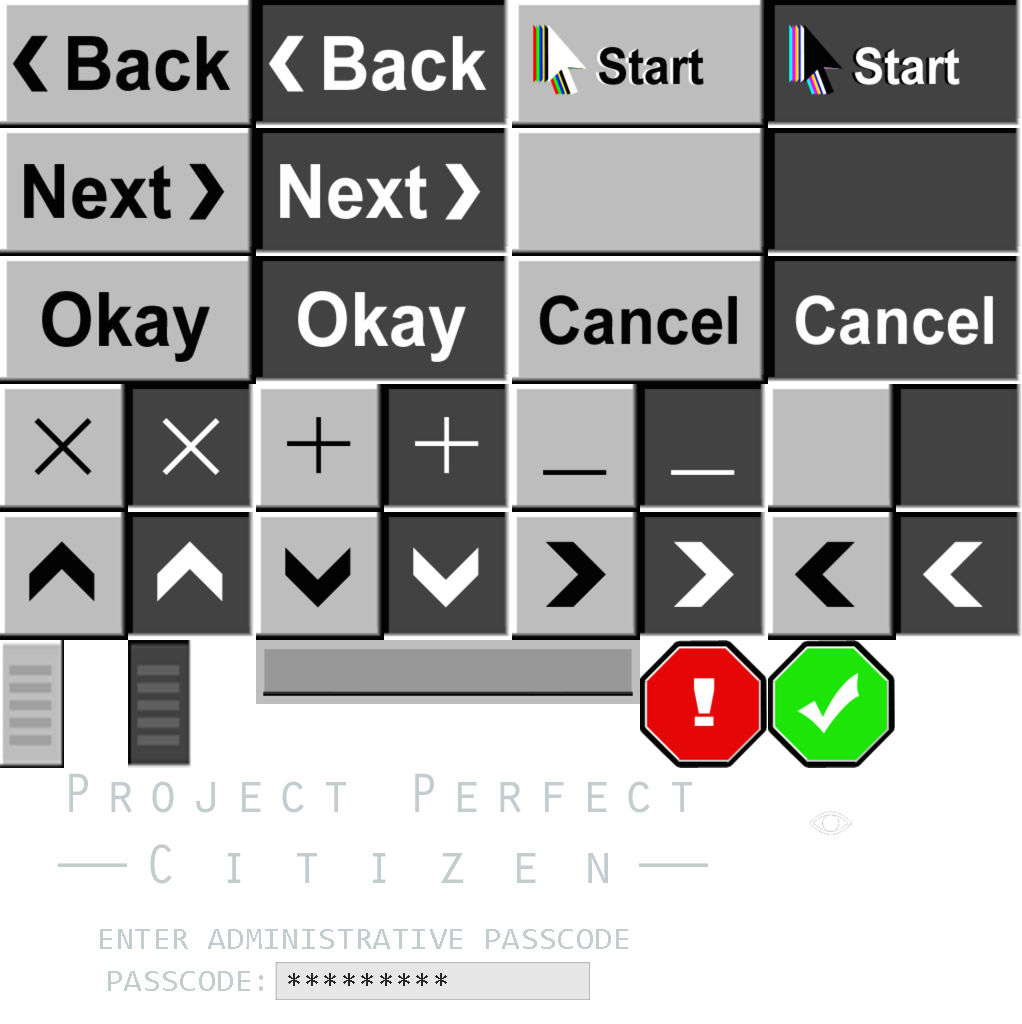 Back Back Start Start
Next Next
Okay Okay Cancel Cancel
PROJECT PERFECT
CITIZEN
ENTER ADMINISTRATIVE PASSCODE
PASSCODE: *********